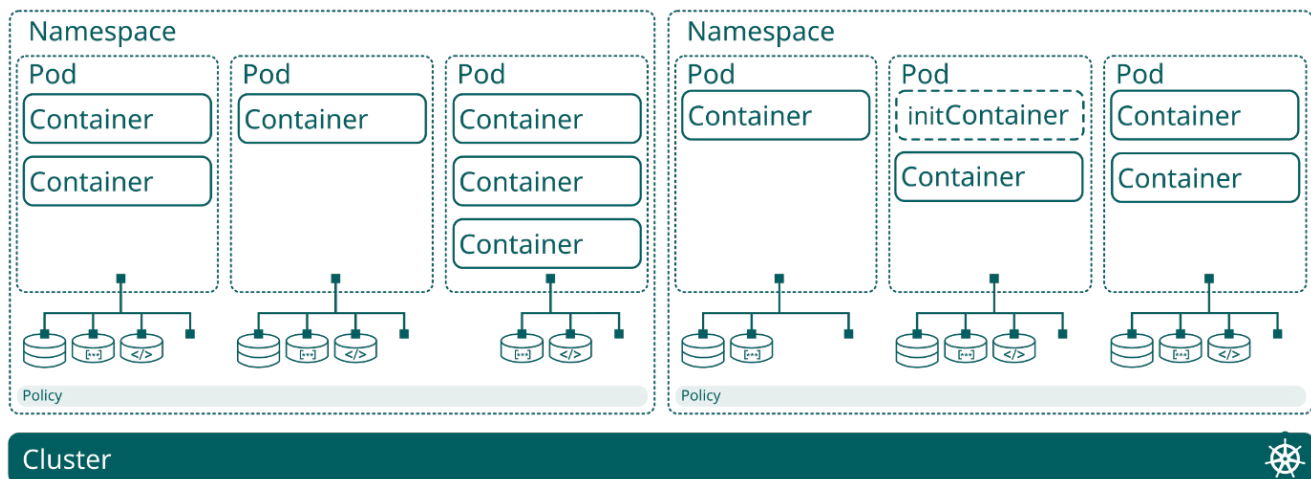 Namespace
Pod
Container
Container
Pod
Container
Pod
Container
Container
Container
[···]
</>
[···]
</>
[···]
</>
Policy
Namespace
Pod
Container
Pod
initContainer
Container
Pod
Container
Container
[···]
[···]
</>
[···]
</>
Policy
Cluster